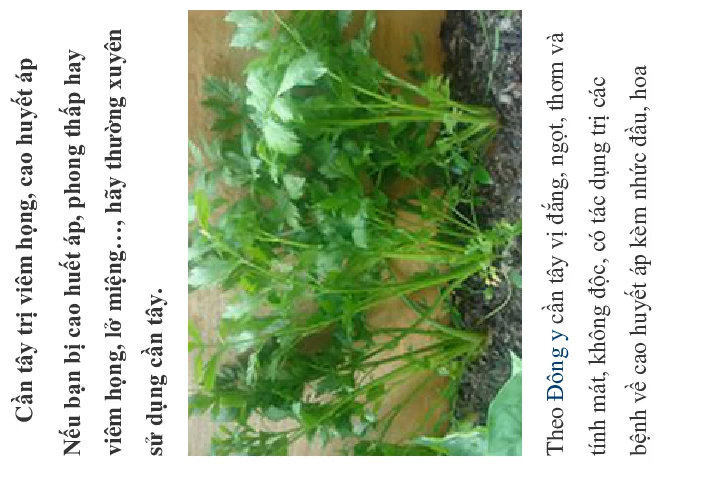 Cần tây trị viêm họng, cao huyết áp
Nếu bạn bị cao huết áp, phong thấp hay
viêm họng, lở miệng…, hãy thường xuyên
sử dụng cần tây.
Theo Đông y cần tây vị đắng, ngọt, thơm và
tính mát, không độc, có tác dụng trị các
bệnh về cao huyết áp kèm nhức đầu, hoa